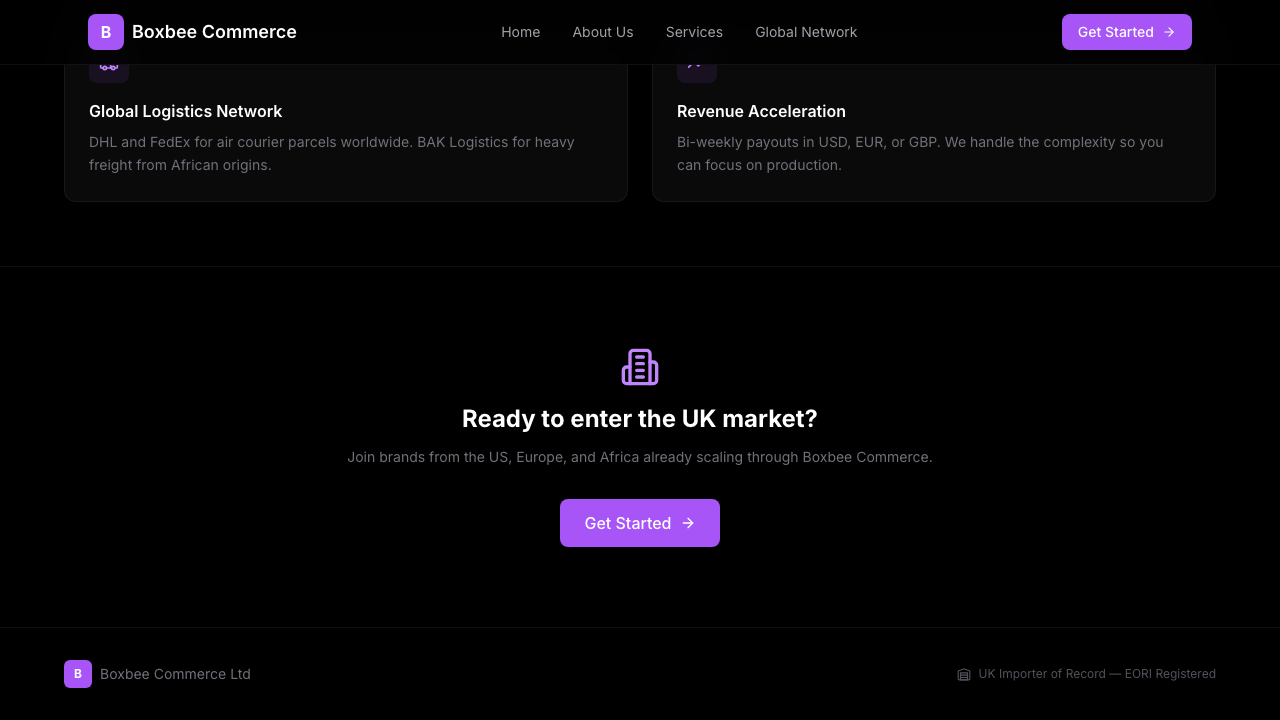 B Boxbee Commerce
Home About Us Services Global Network
Get Started
Global Logistics Network
DHL and FedEx for air courier parcels worldwide. BAK Logistics for heavy
freight from African origins.
Revenue Acceleration
Bi-weekly payouts in USD, EUR, or GBP. We handle the complexity so you
can focus on production.
Ready to enter the UK market?
Join brands from the US, Europe, and Africa already scaling through Boxbee Commerce.
Get Started
B Boxbee Commerce Ltd
UK Importer of Record — EORI Registered